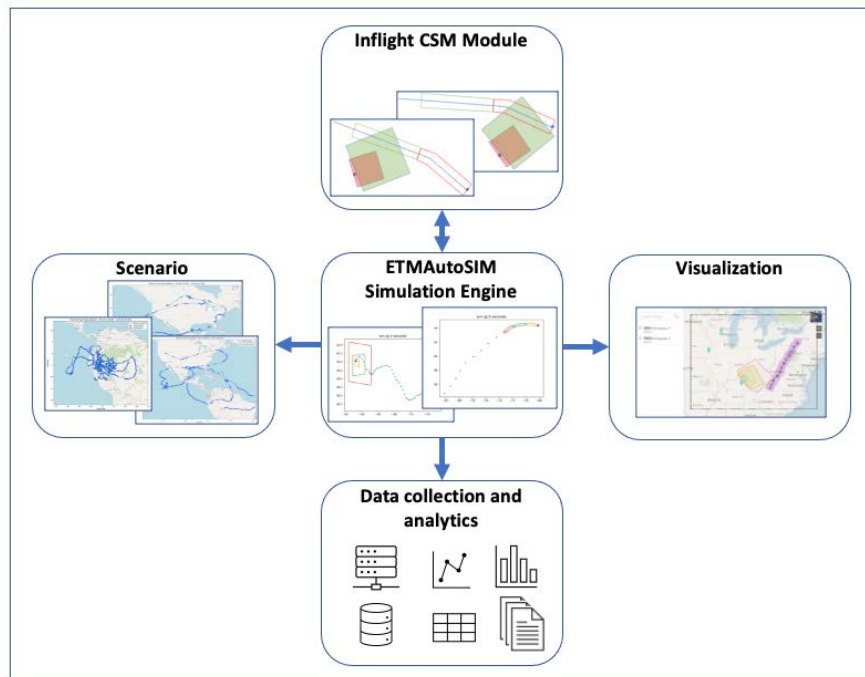 Inflight CSM Module
Scenario
ETMAutoSIM
Simulation Engine
Visualization
Data collection and
analytics